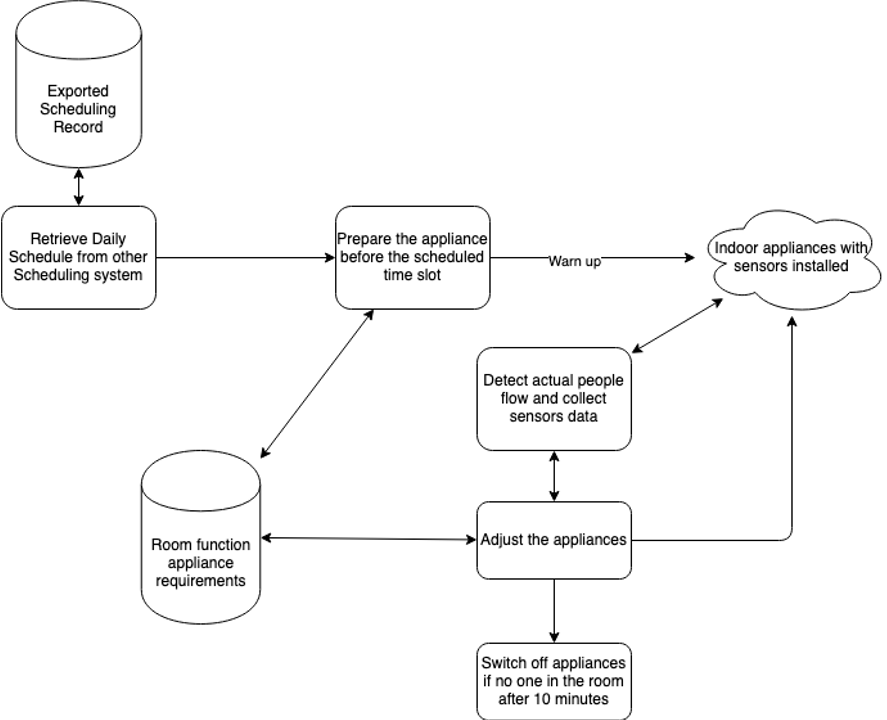 Exported
Scheduling
Record
Retrieve Daily
Schedule from other
Scheduling system
Prepare the appliance
before the scheduled
time slot
Warn up
Indoor appliances with
sensors installed
Detect actual people
flow and collect
sensors data
Room function
appliance
requirements
Adjust the appliances
Switch off appliances
if no one in the room
after 10 minutes